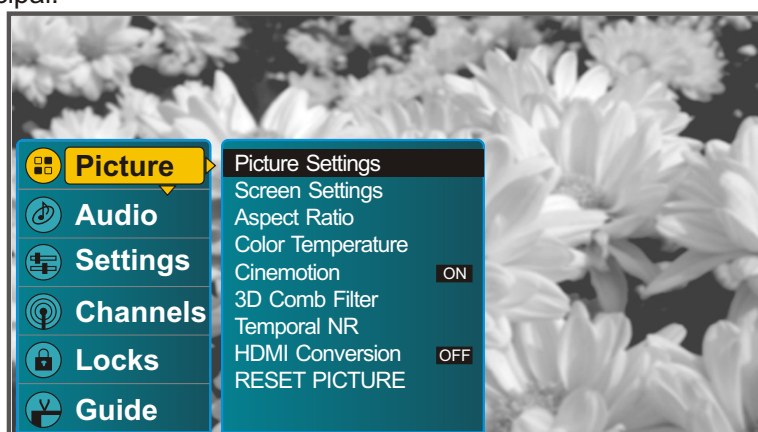 Picture
Audio
Settings
Channels
Locks
Guide
Picture Settings
Screen Settings
Aspect Ratio
Color Temperature
Cinemotion ON
3D Comb Filter
Temporal NR
HDMI Conversion OFF
RESET PICTURE